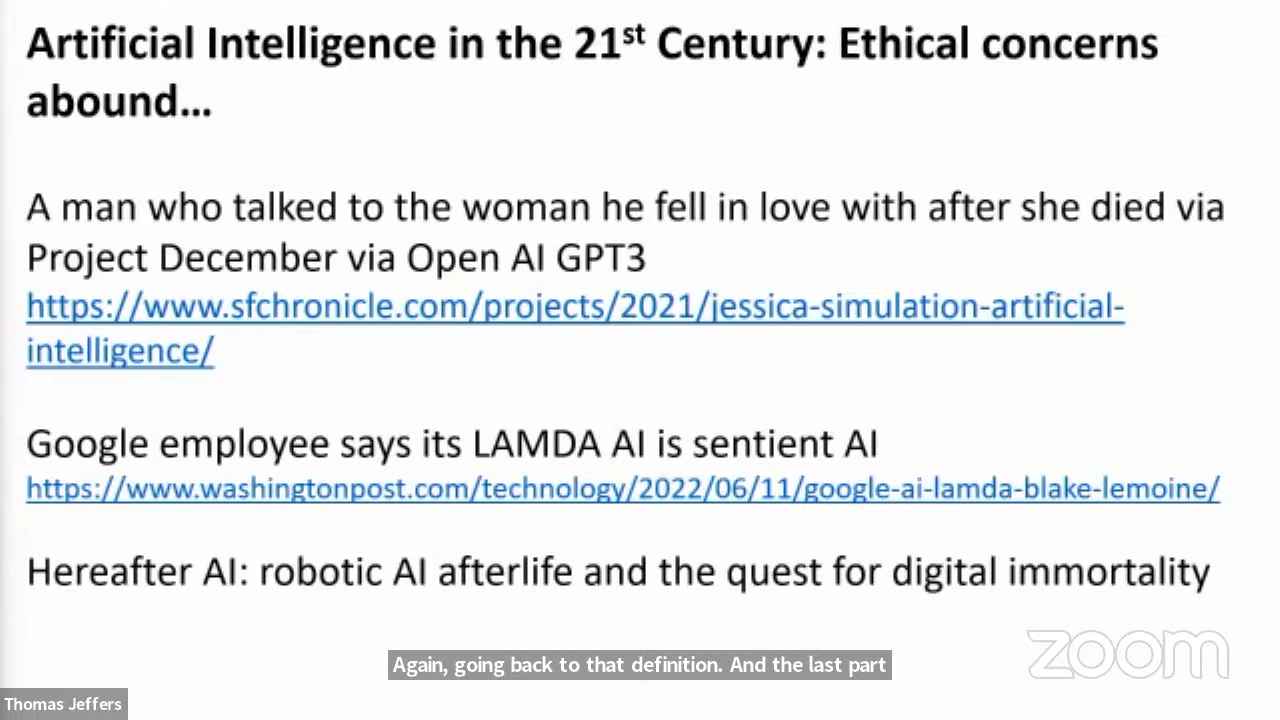 Artificial Intelligence in the 21st Century: Ethical concerns
abound...
A man who talked to the woman he fell in love with after she died via
Project December via Open AI GPT3
https://www.sfchronicle.com/projects/2021/jessica-simulation-artificial-
intelligence/
Google employee says its LAMDA AI is sentient AI
https://www.washingtonpost.com/technology/2022/06/11/google-ai-lamda-blake-lemoine/
Hereafter AI: robotic AI afterlife and the quest for digital immortality
zoom
Again, going back to that definition. And the last part
Thomas Jeffers